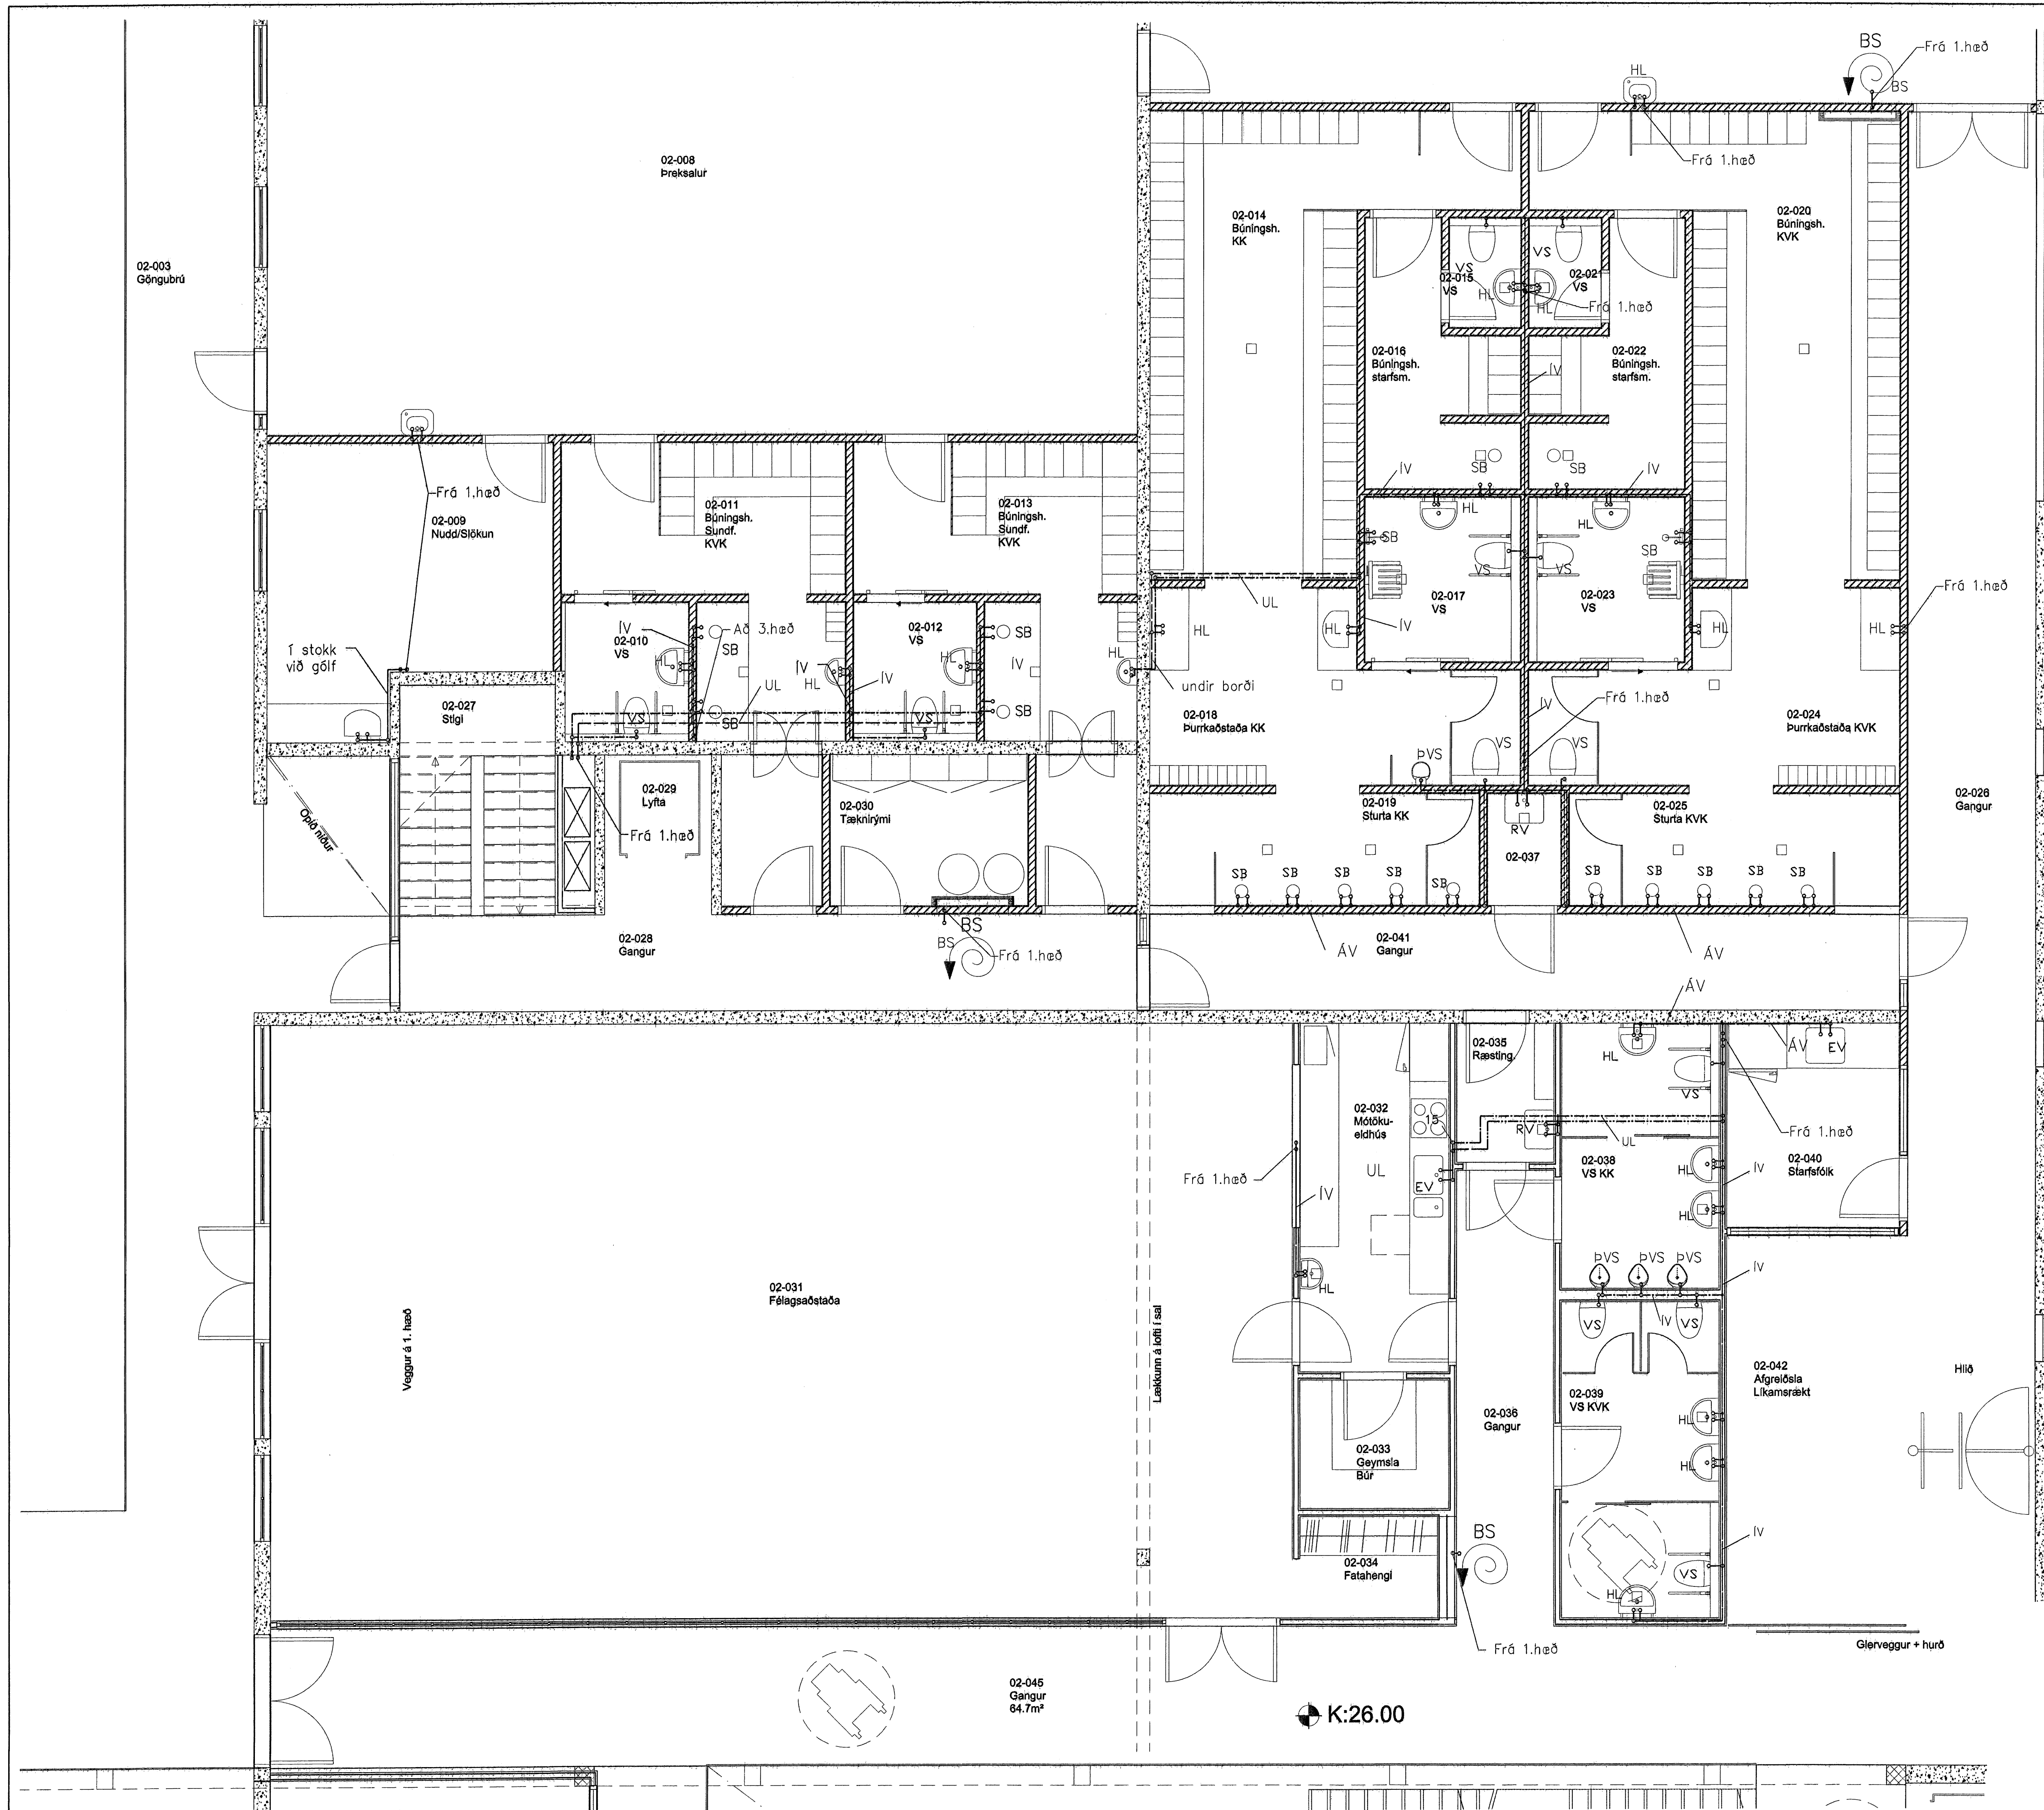 BS
Frá 1.hæð
HL
BS
Frá 1.hæð
02-008
Þreksalur
02-014
Búningsh.
KK
02-020
Búningsh.
KVK
02-003
Göngubrú
VS
02-015
VS
HL
VS
02-021
VS
HL
Frá 1.hæð
02-016
Búningsh.
starfsm.
02-022
Búningsh.
starfsm.
ÍV
SB
SB
ÍV
ÍV
Frá 1.hæð
02-009
Nudd/Slökun
02-011
Búningsh.
Sundf.
KVK
02-013
Búningsh.
Sundf.
KVK
HL
HL
SB
SB
VS
VS
02-017
VS
02-023
VS
UL
Frá 1.hæð
ÍV
02-010
VS
Að 3.hæð
SB
02-012
VS
SB
HL
HL
ÍV
HL
HL
HL
ÍV
HL
HL
ÍV
ÍV
UL
Í stokk
við gólf
undir borði
02-027
Stigi
VS
SB
VS
SB
02-018
Þurrkaðstaða KK
ÍV
Frá 1.hæð
02-024
Þurrkaðstaða KVK
VS
VS
ÞVS
02-029
Lyfta
02-030
Tæknirými
02-019
Sturta KK
02-025
Sturta KVK
02-026
Gangur
Opið niður
Frá 1.hæð
RV
02-037
SB
SB
SB
SB
SB
SB
SB
SB
SB
SB
02-028
Gangur
BS
BS
Frá 1.hæð
02-041
Gangur
ÁV
ÁV
ÁV
02-035
Ræsting.
HL
ÁV
EV
VS
02-032
Mótöku-
eldhús
15
RV
UL
Frá 1.hæð
02-038
VS KK
02-040
Starfsfólk
Frá 1.hæð
UL
HL
ÍV
EV
ÍV
HL
ÞVS
ÞVS
ÞVS
ÍV
02-031
Félagsaðstaða
HL
VS
ÍV
VS
Veggur á 1. hæð
Lækkunn á lofti í sal
02-042
Afgreiðsla
Líkamsrækt
Hlið
02-039
VS KVK
02-036
Gangur
HL
02-033
Geymsla
Búr
HL
BS
ÍV
02-034
Fatahengi
VS
HL
Frá 1.hæð
Glerveggur + hurð
02-045
Gangur
64.7m²
K:26.00